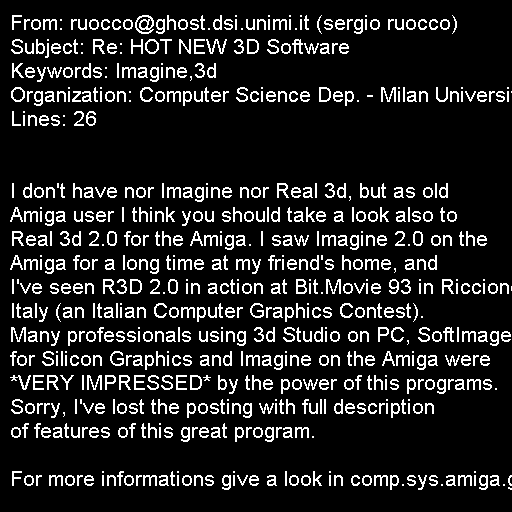 From: ruocco@ghost.dsi.unimi.it (sergio ruocco)
Subject: Re: HOT NEW 3D Software
Keywords: Imagine,3d
Organization: Computer Science Dep. - Milan Universi
Lines: 26

I don't have nor Imagine nor Real 3d, but as old
Amiga user I think you should take a look also to
Real 3d 2.0 for the Amiga. I saw Imagine 2.0 on the
Amiga for a long time at my friend's home, and
I've seen R3D 2.0 in action at Bit.Movie 93 in Riccion
Italy (an Italian Computer Graphics Contest).
Many professionals using 3d Studio on PC, SoftImage
for Silicon Graphics and Imagine on the Amiga were
*VERY IMPRESSED* by the power of this programs.
Sorry, I've lost the posting with full description
of features of this great program.

For more informations give a look in comp.sys.amiga.g